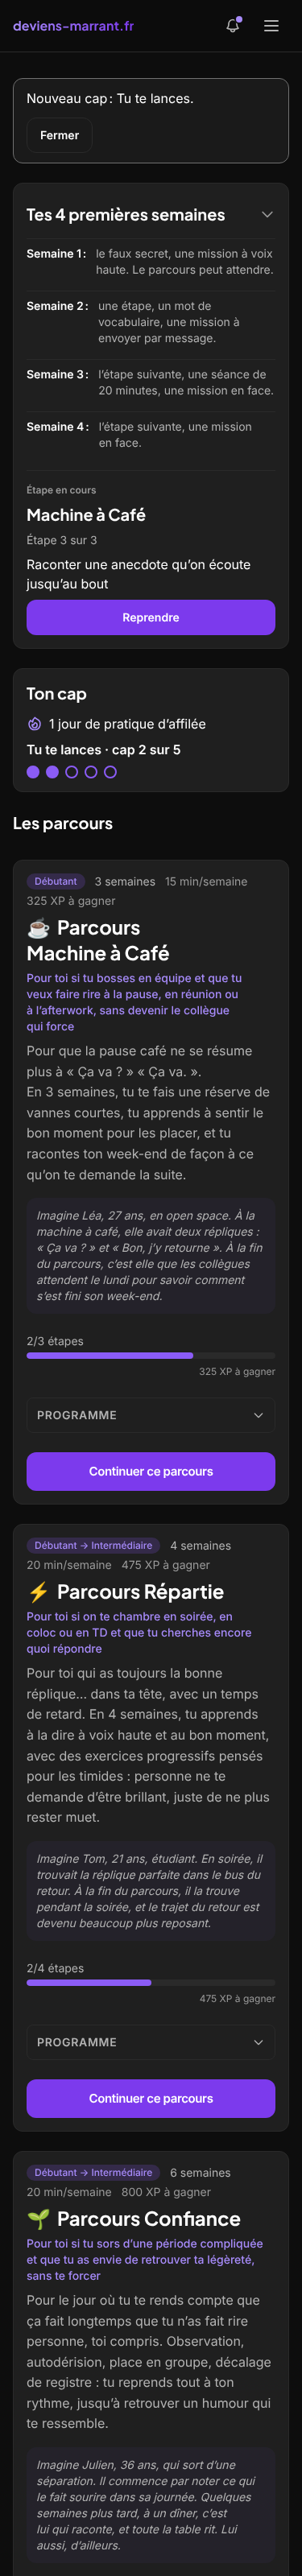 deviens-marrant.fr
Nouveau cap : Tu te lances.
Fermer
Tes 4 premières semaines
Semaine 1 : le faux secret, une mission à voix
haute. Le parcours peut attendre.
Semaine 2 : une étape, un mot de
vocabulaire, une mission à
envoyer par message.
Semaine 3 : l’étape suivante, une séance de
20 minutes, une mission en face.
Semaine 4 : l’étape suivante, une mission
en face.
Étape en cours
Machine à Café
Étape 3 sur 3
Raconter une anecdote qu’on écoute
jusqu’au bout
Reprendre
Ton cap
1 jour de pratique d’affilée
Tu te lances · cap 2 sur 5
Les parcours
Débutant 3 semaines 15 min/semaine
325 XP à gagner
☕ Parcours
Machine à Café
Pour toi si tu bosses en équipe et que tu
veux faire rire à la pause, en réunion ou
à l’afterwork, sans devenir le collègue
qui force
Pour que la pause café ne se résume
plus à « Ça va ? » « Ça va. ».
En 3 semaines, tu te fais une réserve de
vannes courtes, tu apprends à sentir le
bon moment pour les placer, et tu
racontes ton week-end de façon à ce
qu’on te demande la suite.
Imagine Léa, 27 ans, en open space. À la
machine à café, elle avait deux répliques :
« Ça va ? » et « Bon, j’y retourne ». À la fin
du parcours, c’est elle que les collègues
attendent le lundi pour savoir comment
s’est fini son week-end.
2/3 étapes
325 XP à gagner
PROGRAMME
Continuer ce parcours
Débutant → Intermédiaire 4 semaines
20 min/semaine 475 XP à gagner
⚡ Parcours Répartie
Pour toi si on te chambre en soirée, en
coloc ou en TD et que tu cherches encore
quoi répondre
Pour toi qui as toujours la bonne
réplique… dans ta tête, avec un temps
de retard. En 4 semaines, tu apprends
à la dire à voix haute et au bon moment,
avec des exercices progressifs pensés
pour les timides : personne ne te
demande d’être brillant, juste de ne plus
rester muet.
Imagine Tom, 21 ans, étudiant. En soirée, il
trouvait la réplique parfaite dans le bus du
retour. À la fin du parcours, il la trouve
pendant la soirée, et le trajet du retour est
devenu beaucoup plus reposant.
2/4 étapes
475 XP à gagner
PROGRAMME
Continuer ce parcours
Débutant → Intermédiaire 6 semaines
20 min/semaine 800 XP à gagner
🌱 Parcours Confiance
Pour toi si tu sors d’une période compliquée
et que tu as envie de retrouver ta légèreté,
sans te forcer
Pour le jour où tu te rends compte que
ça fait longtemps que tu n’as fait rire
personne, toi compris. Observation,
autodérision, place en groupe, décalage
de registre : tu reprends tout à ton
rythme, jusqu’à retrouver un humour qui
te ressemble.
Imagine Julien, 36 ans, qui sort d’une
séparation. Il commence par noter ce qui
le fait sourire dans sa journée. Quelques
semaines plus tard, à un dîner, c’est
lui qui raconte, et toute la table rit. Lui
aussi, d’ailleurs.